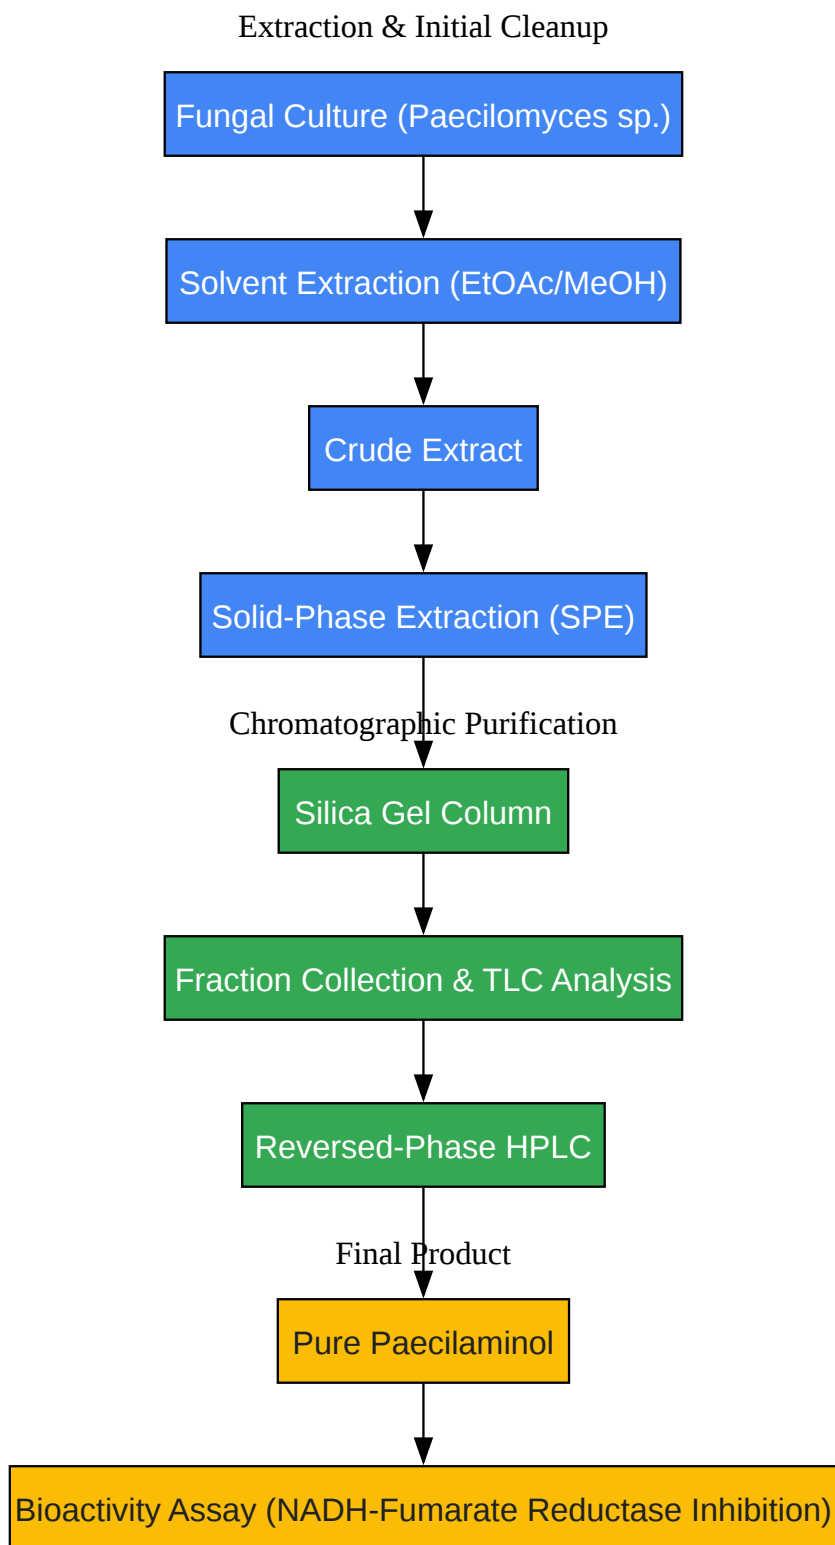 Extraction & Initial Cleanup
Fungal Culture (Paecilomyces sp.)
Solvent Extraction (EtOAc/MeOH)
Crude Extract
Solid-Phase Extraction (SPE)
Chromatographic Purification
Silica Gel Column
Fraction Collection & TLC Analysis
Reversed-Phase HPLC
Final Product
Pure Paecilaminol
Bioactivity Assay (NADH-Fumarate Reductase Inhibition)